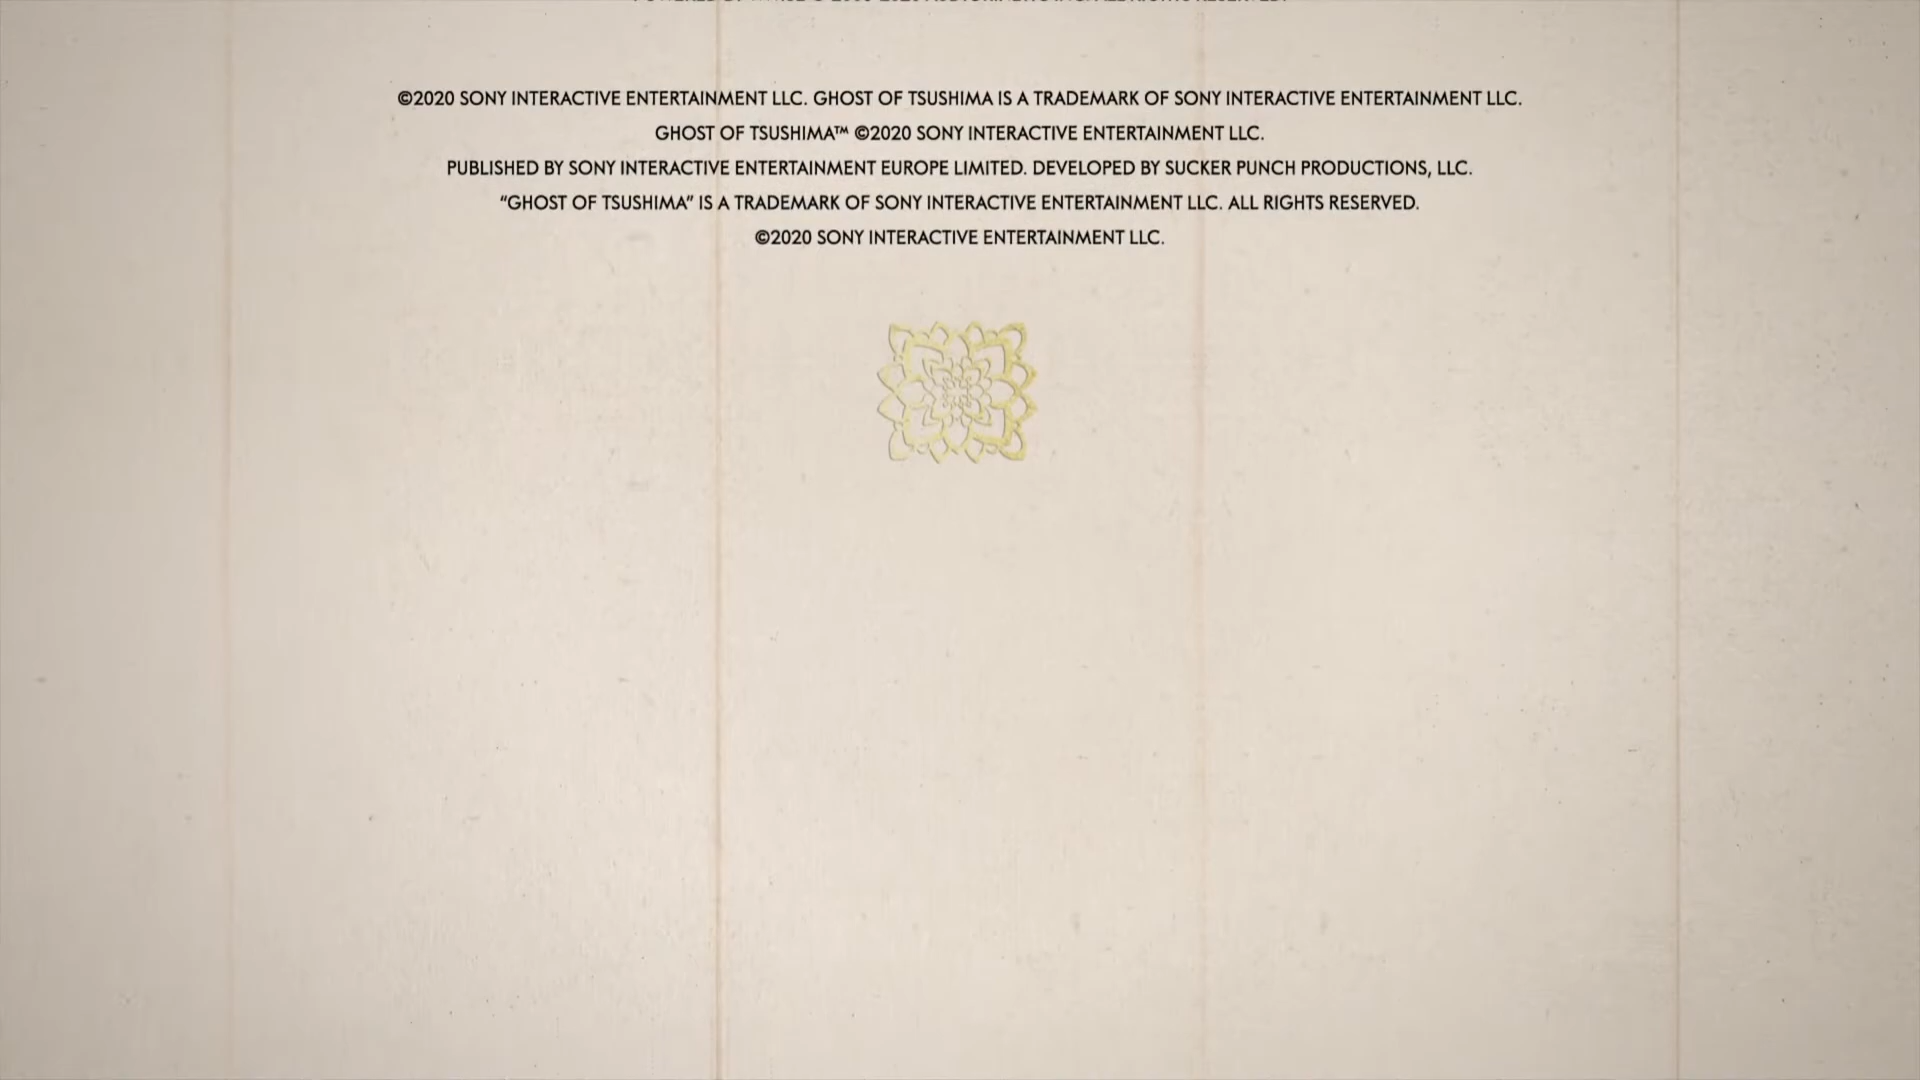 ©2020 SONY INTERACTIVE ENTERTAINMENT LLC. GHOST OF TSUSHIMA IS A TRADEMARK OF SONY INTERACTIVE ENTERTAINMENT LLC.
GHOST OF TSUSHIMA™ ©2020 SONY INTERACTIVE ENTERTAINMENT LLC.
PUBLISHED BY SONY INTERACTIVE ENTERTAINMENT EUROPE LIMITED. DEVELOPED BY SUCKER PUNCH PRODUCTIONS, LLC.
“GHOST OF TSUSHIMA” IS A TRADEMARK OF SONY INTERACTIVE ENTERTAINMENT LLC. ALL RIGHTS RESERVED.
©2020 SONY INTERACTIVE ENTERTAINMENT LLC.